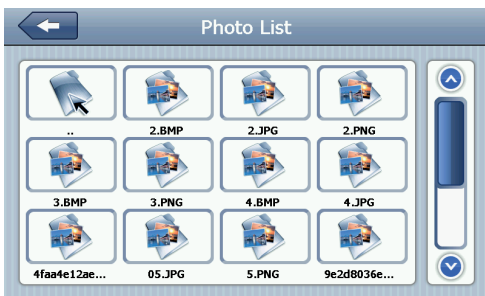 Photo List
..
2.BMP
2.JPG
2.PNG
3.BMP
3.PNG
4.BMP
4.JPG
4faa4e12ae...
05.JPG
5.PNG
9e2d8036e...